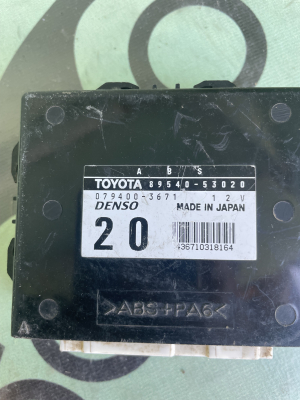 A B S
TOYOTA 89540-53020
079400-3671 12V
DENSO MADE IN JAPAN
20
436710318164
>ABS+PA6<
A